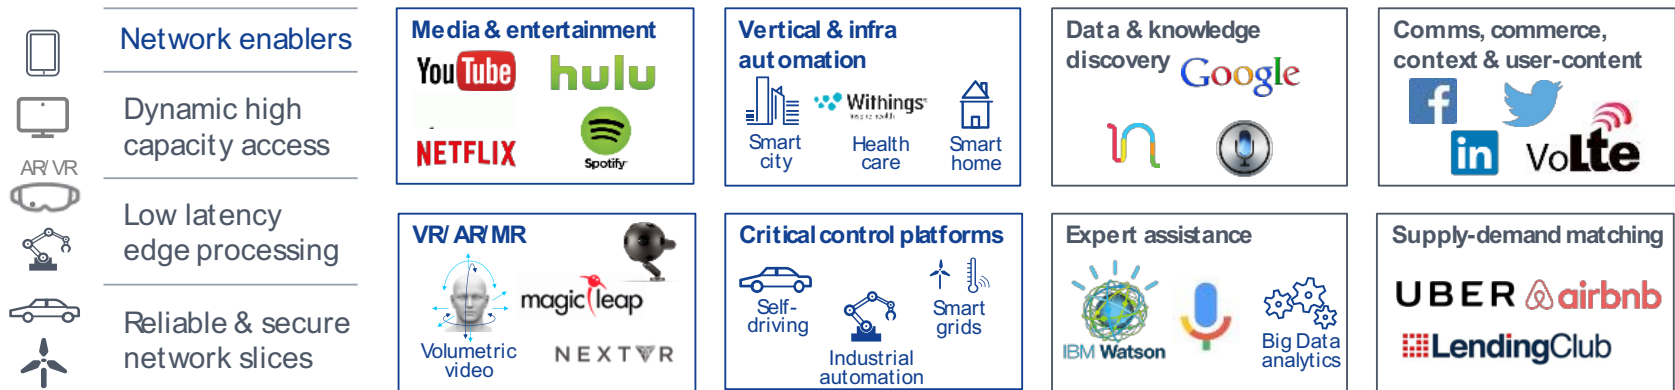 Network enablers
Dynamic high
capacity access
AR/VR
Low latency
edge processing
Reliable & secure
network slices
Media & entertainment
YouTube
hulu
NETFLIX
Spotify
Vertical & infra
automation
Withings
Inspire health
Smart
city
Health
care
Smart
home
Data & knowledge
discovery
Google
Comms, commerce,
context & user-content
f
in
VoLte
VR/AR/MR
magic leap
Volumetric
video
NEXTVR
Critical control platforms
Self-
driving
Industrial
automation
Smart
grids
Expert assistance
IBM Watson
Big Data
analytics
Supply-demand matching
UBER
airbnb
LendingClub